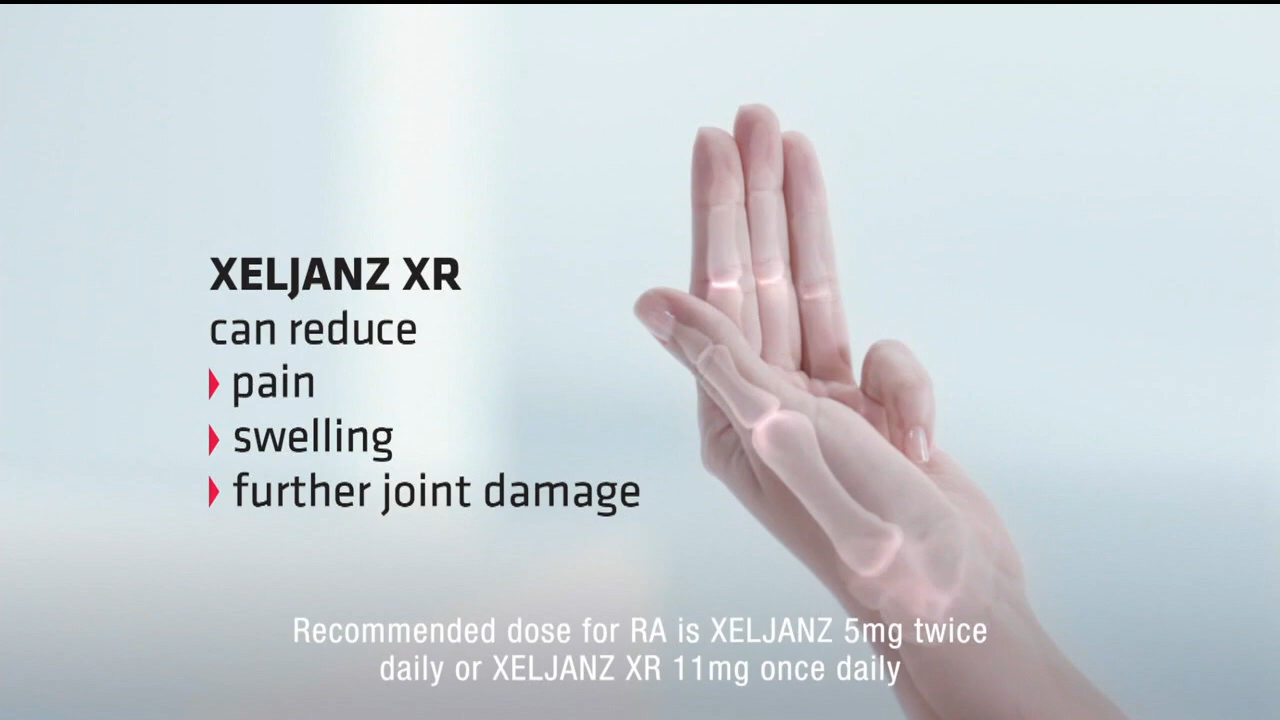 XELJANZ XR
can reduce
pain
swelling
further joint damage
Recommended dose for RA is XELJANZ 5mg twice
daily or XELJANZ XR 11mg once daily